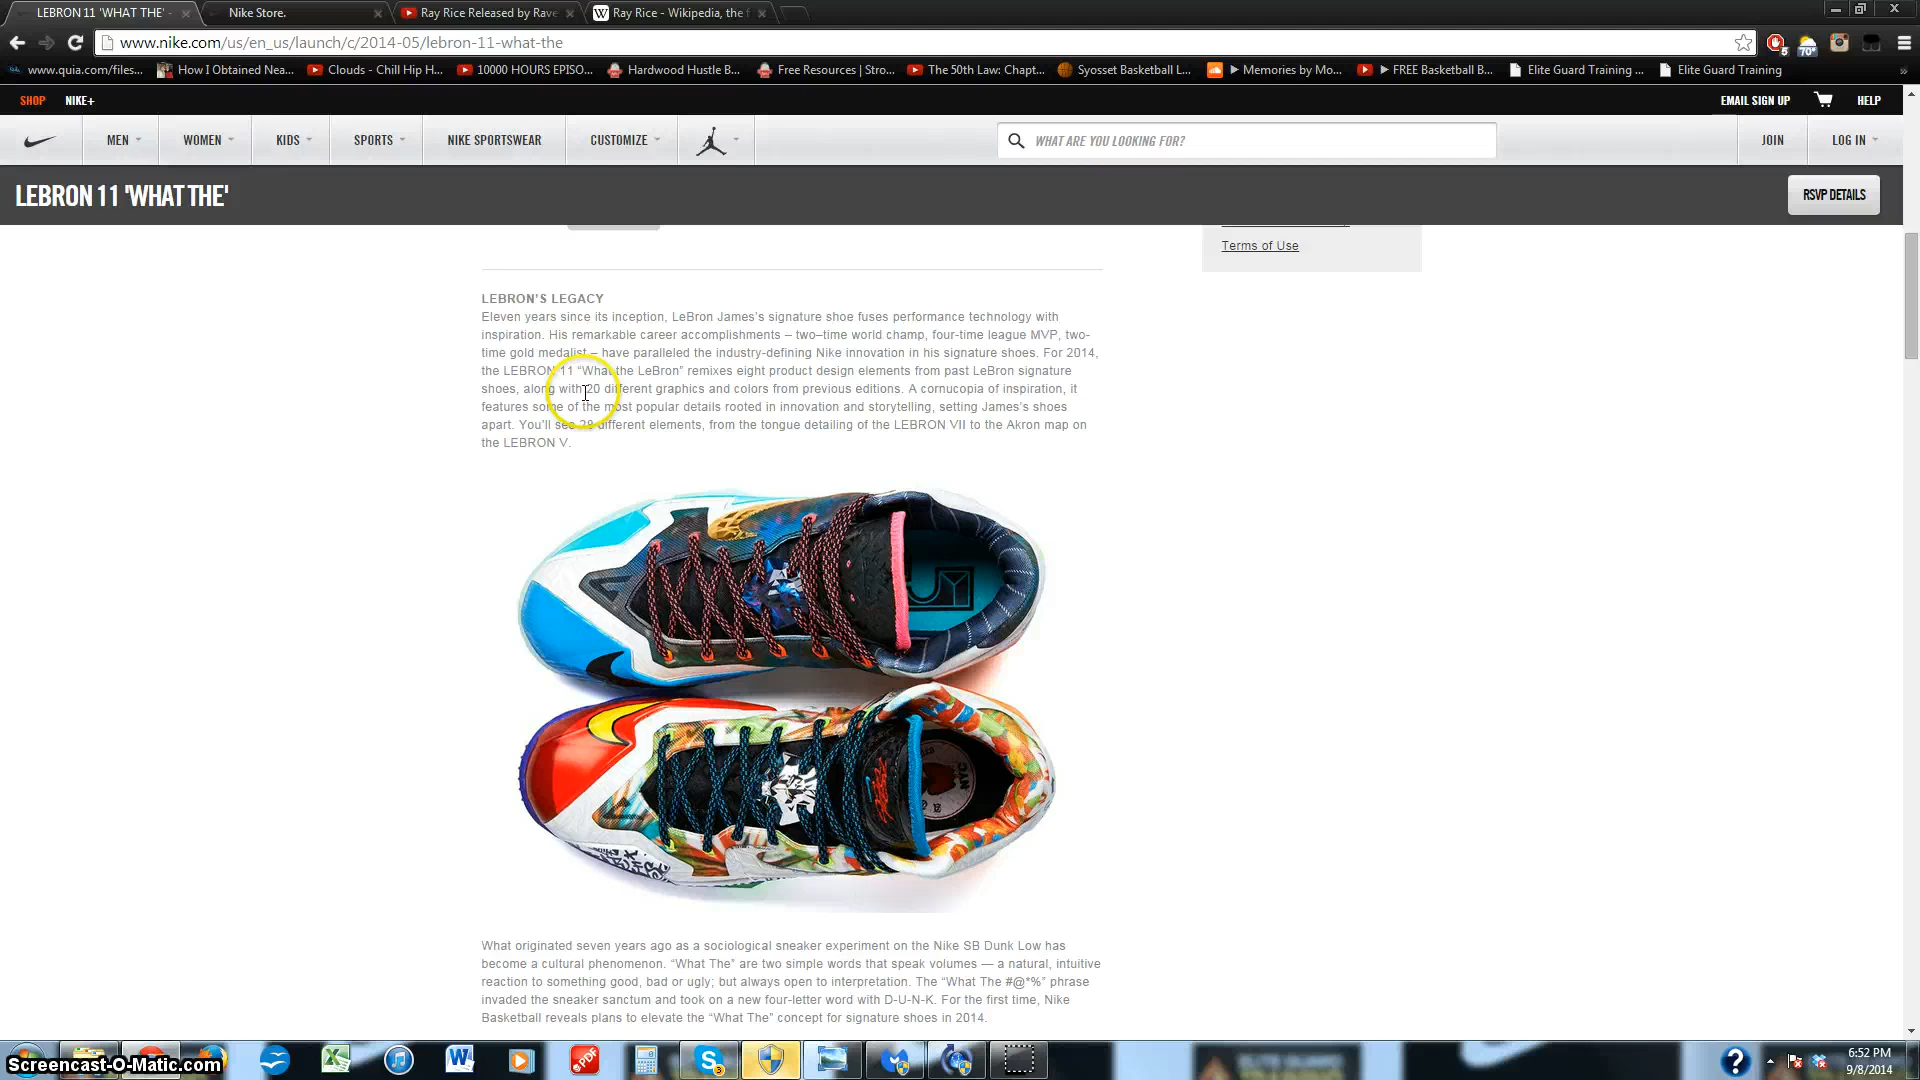 LEBRON 11 'WHAT THE' -
Nike Store.
Ray Rice Released by Rave
Ray Rice - Wikipedia, the f
www.nike.com/us/en_us/launch/c/2014-05/lebron-11-what-the
5
70°
www.quia.com/files...
How I Obtained Nea...
Clouds - Chill Hip H...
10000 HOURS EPISO...
Hardwood Hustle B...
Free Resources | Stro...
The 50th Law: Chapt...
Syosset Basketball L...
▶ Memories by Mo...
▶ FREE Basketball B...
Elite Guard Training ...
Elite Guard Training
»
SHOP
NIKE+
EMAIL SIGN UP
HELP
MEN
WOMEN
KIDS
SPORTS
NIKE SPORTSWEAR
CUSTOMIZE
WHAT ARE YOU LOOKING FOR?
JOIN
LOG IN
LEBRON 11 'WHAT THE'
RSVP DETAILS
Terms of Use
LEBRON'S LEGACY
Eleven years since its inception, LeBron James's signature shoe fuses performance technology with
inspiration. His remarkable career accomplishments – two–time world champ, four-time league MVP, two-
time gold medalist – have paralleled the industry-defining Nike innovation in his signature shoes. For 2014,
the LEBRON 11 “What the LeBron” remixes eight product design elements from past LeBron signature
shoes, along with 20 different graphics and colors from previous editions. A cornucopia of inspiration, it
features some of the most popular details rooted in innovation and storytelling, setting James's shoes
apart. You'll see 28 different elements, from the tongue detailing of the LEBRON VII to the Akron map on
the LEBRON V.
NYC
What originated seven years ago as a sociological sneaker experiment on the Nike SB Dunk Low has
become a cultural phenomenon. “What The” are two simple words that speak volumes — a natural, intuitive
reaction to something good, bad or ugly; but always open to interpretation. The “What The #@*%” phrase
invaded the sneaker sanctum and took on a new four-letter word with D-U-N-K. For the first time, Nike
Basketball reveals plans to elevate the “What The” concept for signature shoes in 2014.
Screencast-O-Matic.com
PDF
3
6:52 PM
9/8/2014